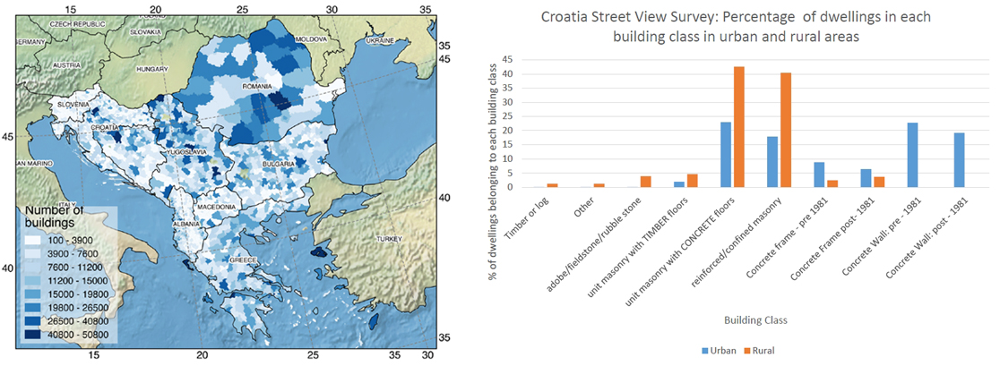 15
20
25
30
35
CZECH REPUBLIC
SLOVAKIA
GERMANY
MOLDOVA
UKRAINE
35
45
AUSTRIA
HUNGARY
ROMANIA
SLOVENIA
CROATIA
45
YUGOSLAVIA
SAN MARINO
BULGARIA
ITALY
MACEDONIA
40
ALBANIA
TURKEY
GREECE
40
Number of
buildings
100 - 3900
3900 - 7600
7600 - 11200
11200 - 15000
15000 - 19800
19800 - 26500
26500 - 40800
40800 - 50800
35
15
20
25
30
Croatia Street View Survey: Percentage of dwellings in each
building class in urban and rural areas
% of dwellings belonging to each building class
45
40
35
30
25
20
15
10
5
0
Timber or log
Other
adobe/fieldstone/rubble stone
unit masonry with TIMBER floors
unit masonry with CONCRETE floors
reinforced/confined masonry
Concrete frame - pre 1981
Concrete Frame post- 1981
Concrete Wall: pre - 1981
Concrete Wall: post - 1981
Building Class
Urban
Rural